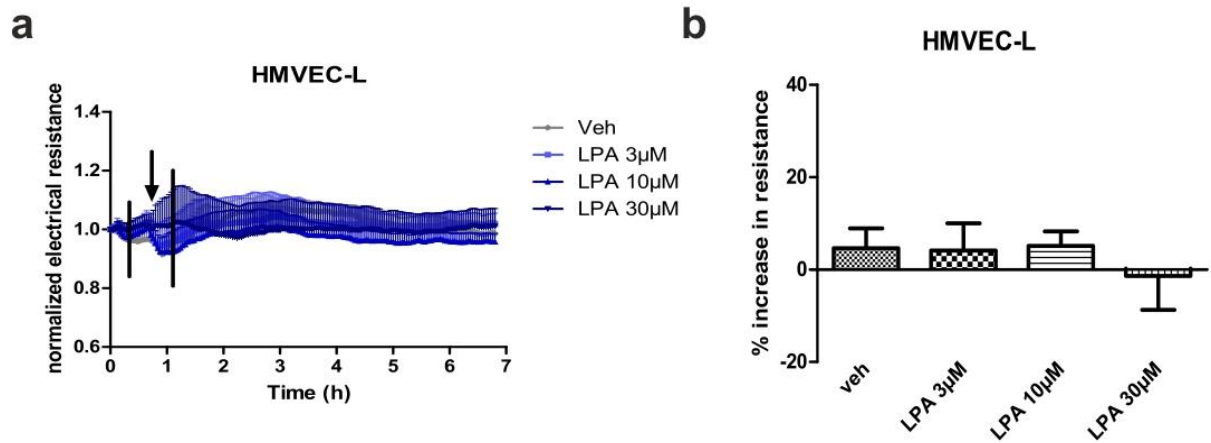 a
HMVEC-L
normalized electrical resistance
1.4
1.2
1.0
0.8
0.6
0 1 2 3 4 5 6 7
Time (h)
Veh
LPA 3µM
LPA 10µM
LPA 30µM
b
HMVEC-L
% increase in resistance
40
20
0
-20
veh
LPA 3µM
LPA 10µM
LPA 30µM